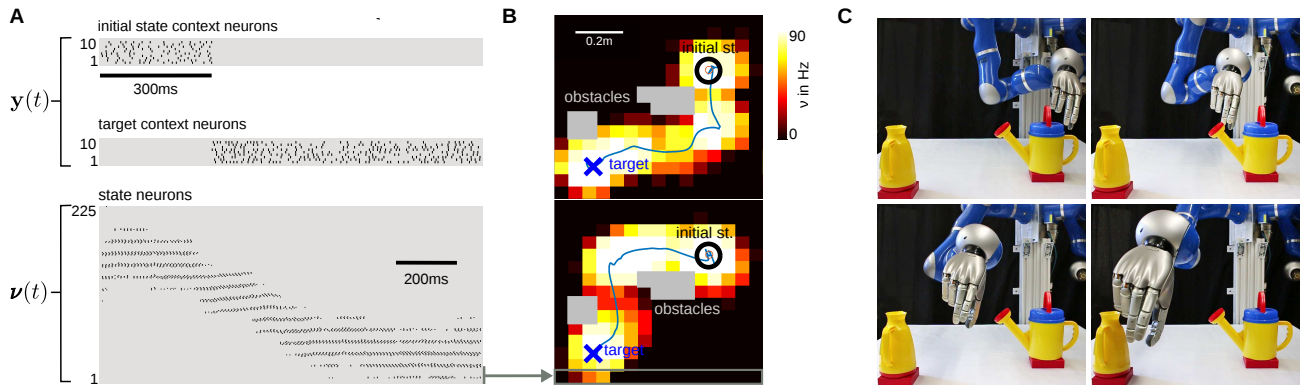 A
initial state context neurons
10
1
300ms
y(t)
target context neurons
10
1
state neurons
225
200ms
ν(t)
1
B
0.2m
initial st.
obstacles
target
90
ν in Hz
0
initial st.
obstacles
target
C